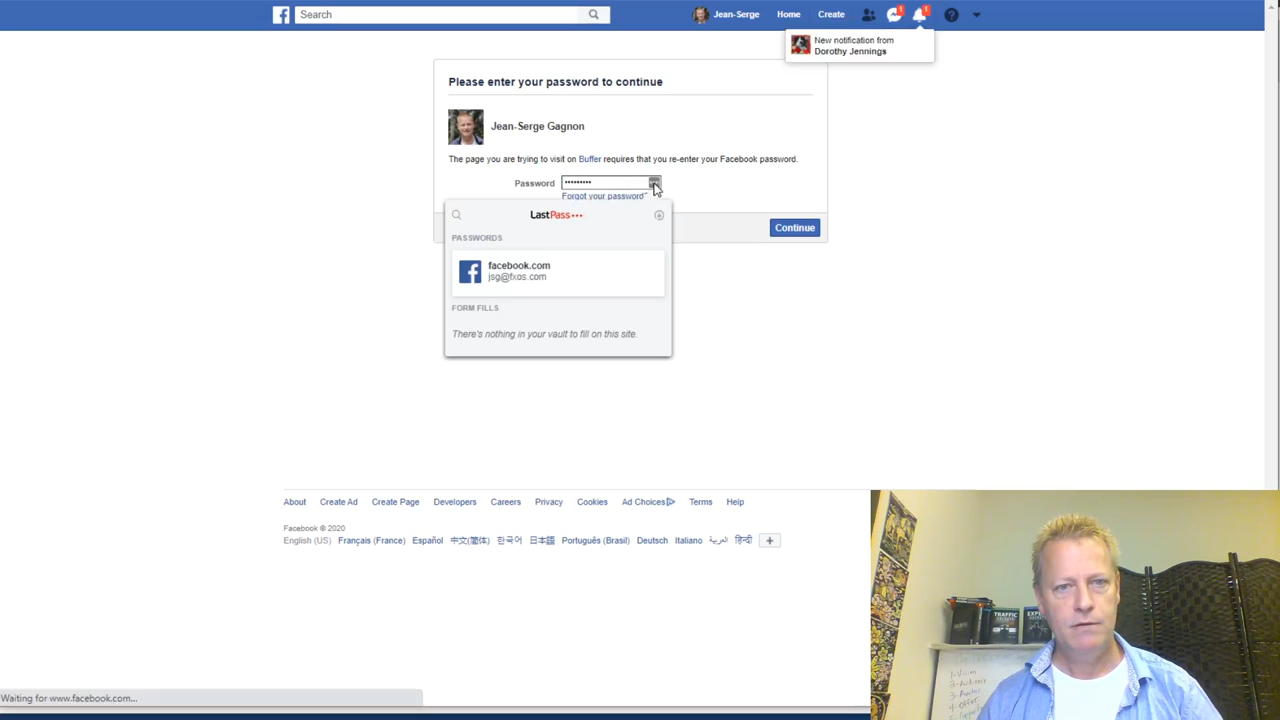 Search
Jean-Serge
Home
Create
1
1
New notification from
Dorothy Jennings
Please enter your password to continue
Jean-Serge Gagnon
The page you are trying to visit on Buffer requires that you re-enter your Facebook password.
Password
Forgot your password?
Continue
LastPass•••
PASSWORDS
facebook.com
jsg@fxos.com
FORM FILLS
There's nothing in your vault to fill on this site.
About
Create Ad
Create Page
Developers
Careers
Privacy
Cookies
Ad Choices
Terms
Help
Facebook © 2020
English (US)
Français (France)
Español
中文(简体)
한국어
日本語
Português (Brasil)
Deutsch
Italiano
العربية
हिन्दी
TRAFFIC
Waiting for www.facebook.com...